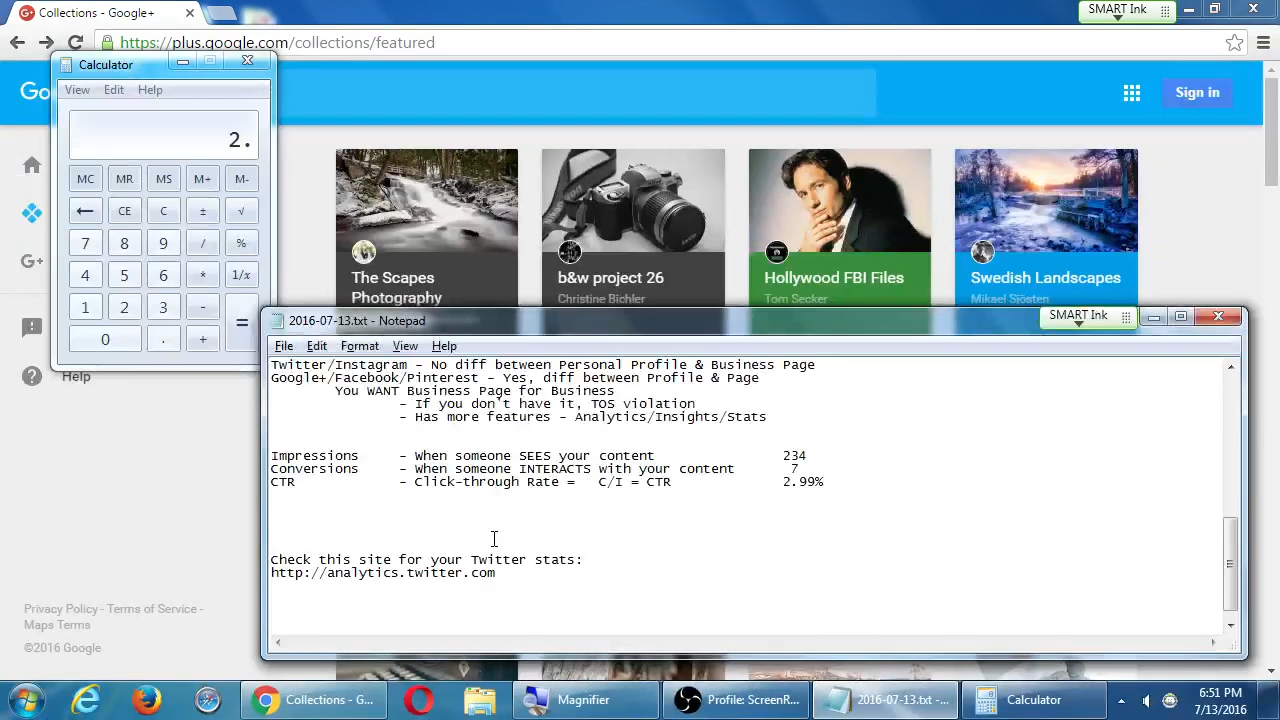 Collections - Google+
SMART Ink
https://plus.google.com/collections/featured
Calculator
View Edit Help
2.
MC MR MS M+ M-
← CE C ± √
7 8 9 / %
4 5 6 * 1/x
1 2 3 - =
0 . +
Go
Sign in
G+
Help
The Scapes
Photography
b&w project 26
Christine Bichler
Hollywood FBI Files
Tom Secker
Swedish Landscapes
Mikael Sjösten
2016-07-13.txt - Notepad
SMART Ink
File Edit Format View Help
Twitter/Instagram - No diff between Personal Profile & Business Page
Google+/Facebook/Pinterest - Yes, diff between Profile & Page
You WANT Business Page for Business
- If you don't have it, TOS violation
- Has more features - Analytics/Insights/Stats
Impressions - When someone SEES your content 234
Conversions - When someone INTERACTS with your content 7
CTR - Click-through Rate = C/I = CTR 2.99%
Check this site for your Twitter stats:
http://analytics.twitter.com
Privacy Policy - Terms of Service -
Maps Terms
©2016 Google
Collections - G...
Magnifier
Profile: ScreenR...
2016-07-13.txt -...
Calculator
6:51 PM
7/13/2016